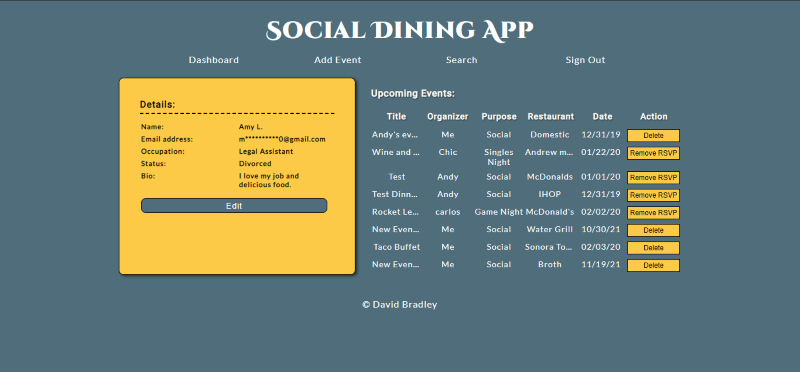 Social Dining App
Dashboard Add Event Search Sign Out
Details:
Name: Amy L.
Email address: m**********0@gmail.com
Occupation: Legal Assistant
Status: Divorced
Bio: I love my job and
delicious food.
Edit
Upcoming Events:
Title Organizer Purpose Restaurant Date Action
Andy's ev... Me Social Domestic 12/31/19 Delete
Wine and ... Chic Singles Andrew m... 01/22/20 Remove RSVP
Night
Test Andy Social McDonalds 01/01/20 Remove RSVP
Test Dinn... Andy Social IHOP 12/31/19 Remove RSVP
Rocket Le... carlos Game Night McDonald's 02/02/20 Remove RSVP
New Even... Me Social Water Grill 10/30/21 Delete
Taco Buffet Me Social Sonora To... 02/03/20 Delete
New Even... Me Social Broth 11/19/21 Delete
© David Bradley